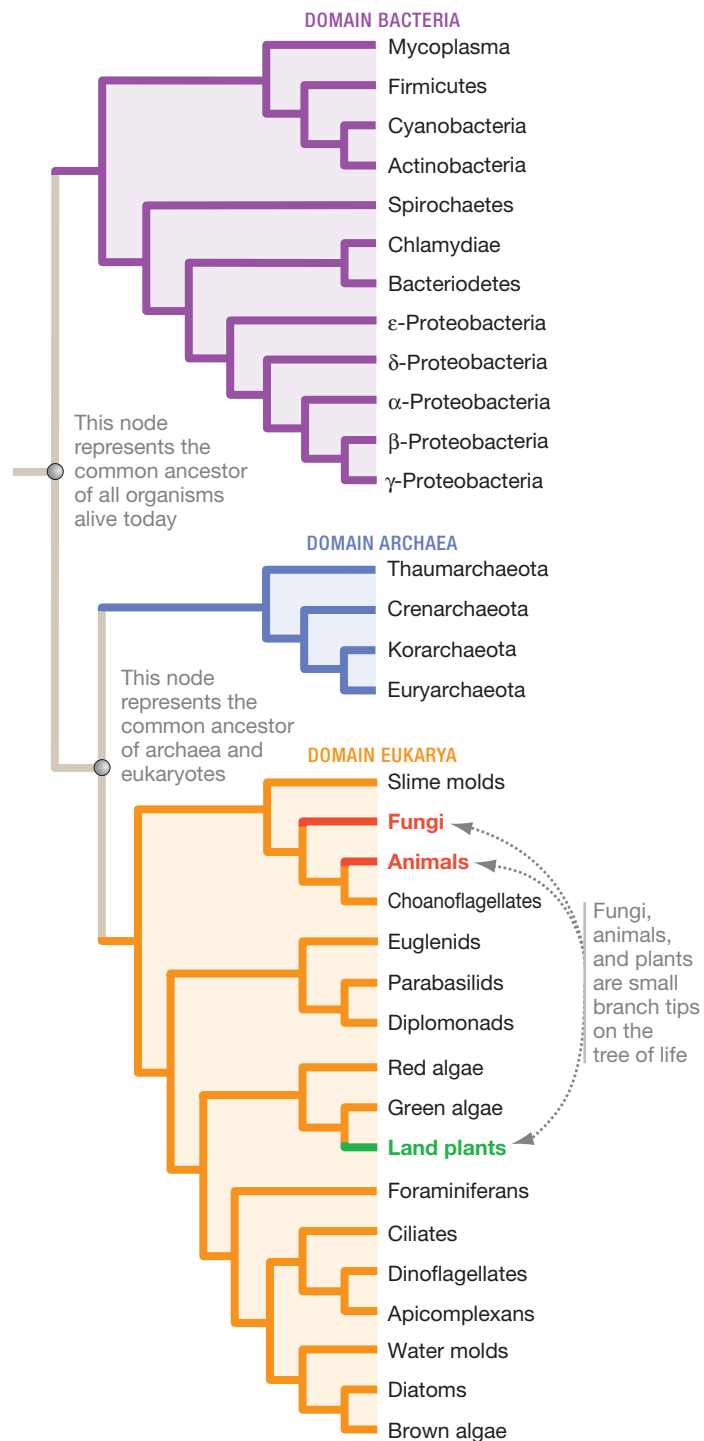 DOMAIN BACTERIA
Mycoplasma
Firmicutes
Cyanobacteria
Actinobacteria
Spirochaetes
Chlamydiae
Bacteriodetes
ε-Proteobacteria
δ-Proteobacteria
α-Proteobacteria
β-Proteobacteria
γ-Proteobacteria
This node
represents the
common ancestor
of all organisms
alive today
DOMAIN ARCHAEA
Thaumarchaeota
Crenarchaeota
Korarchaeota
Euryarchaeota
This node
represents the
common ancestor
of archaea and
eukaryotes
DOMAIN EUKARYA
Slime molds
Fungi
Animals
Choanoflagellates
Euglenids
Parabasilids
Diplomonads
Red algae
Green algae
Land plants
Foraminiferans
Ciliates
Dinoflagellates
Apicomplexans
Water molds
Diatoms
Brown algae
Fungi,
animals,
and plants
are small
branch tips
on the
tree of life